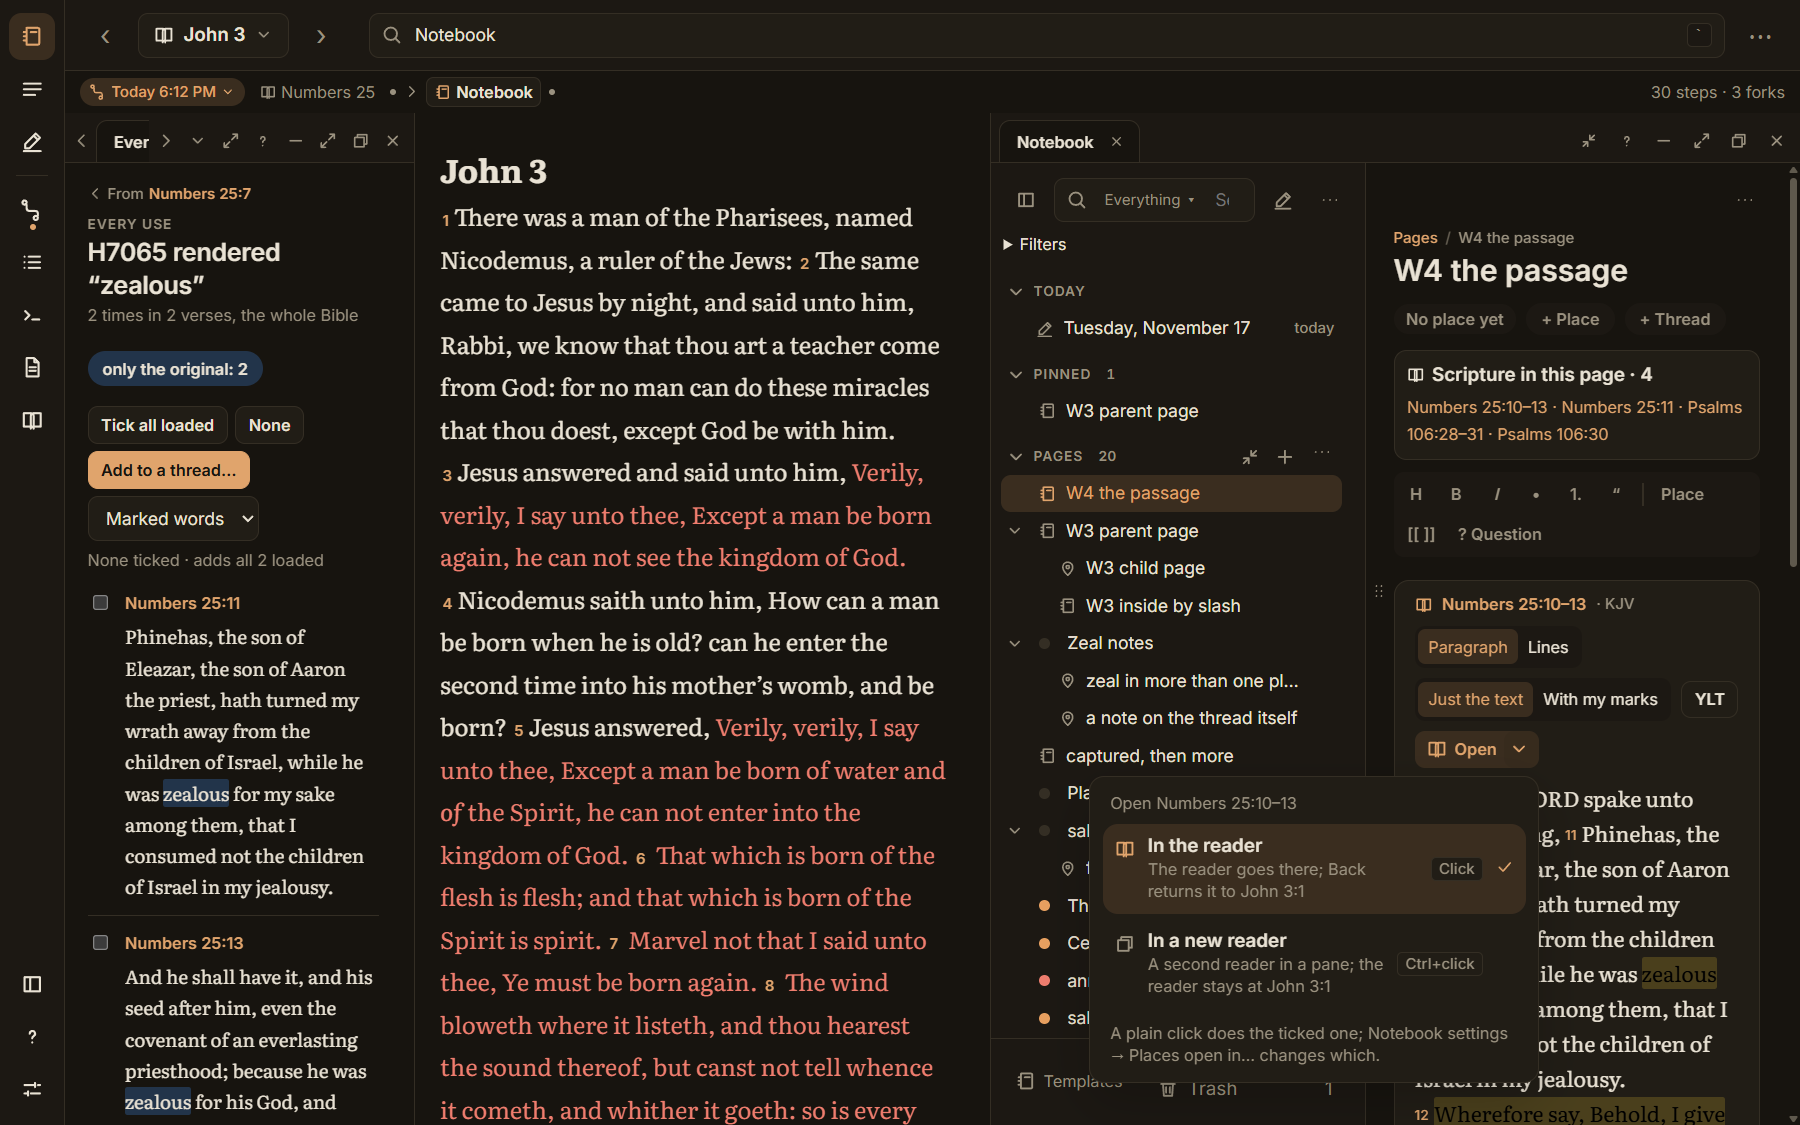 John 3
Notebook
`
Today 6:12 PM
Numbers 25
Notebook
30 steps · 3 forks
Ever
?
From Numbers 25:7
EVERY USE
H7065 rendered
“zealous”
2 times in 2 verses, the whole Bible
only the original: 2
Tick all loaded
None
Add to a thread...
Marked words
None ticked · adds all 2 loaded
Numbers 25:11
Phinehas, the son of
Eleazar, the son of Aaron
the priest, hath turned my
wrath away from the
children of Israel, while he
was zealous for my sake
among them, that I
consumed not the children
of Israel in my jealousy.
Numbers 25:13
And he shall have it, and his
seed after him, even the
covenant of an everlasting
priesthood; because he was
zealous for his God, and
?
John 3
1 There was a man of the Pharisees, named
Nicodemus, a ruler of the Jews: 2 The same
came to Jesus by night, and said unto him,
Rabbi, we know that thou art a teacher come
from God: for no man can do these miracles
that thou doest, except God be with him.
3 Jesus answered and said unto him, Verily,
verily, I say unto thee, Except a man be born
again, he can not see the kingdom of God.
4 Nicodemus saith unto him, How can a man
be born when he is old? can he enter the
second time into his mother’s womb, and be
born? 5 Jesus answered, Verily, verily, I say
unto thee, Except a man be born of water and
of the Spirit, he can not enter into the
kingdom of God. 6 That which is born of the
flesh is flesh; and that which is born of the
Spirit is spirit. 7 Marvel not that I said unto
thee, Ye must be born again. 8 The wind
bloweth where it listeth, and thou hearest
the sound thereof, but canst not tell whence
it cometh, and whither it goeth: so is every
Notebook
?
Everything
Filters
TODAY
Tuesday, November 17 today
PINNED 1
W3 parent page
PAGES 20
W4 the passage
W3 parent page
W3 child page
W3 inside by slash
Zeal notes
zeal in more than one pl...
a note on the thread itself
captured, then more
Pla
sal
Th
Ce
an
sal
Templates
Trash 1
Pages / W4 the passage
W4 the passage
No place yet
+ Place
+ Thread
Scripture in this page · 4
Numbers 25:10–13 · Numbers 25:11 · Psalms
106:28–31 · Psalms 106:30
H B I • 1. “ Place
[[ ]] ? Question
Numbers 25:10–13 · KJV
Paragraph Lines
Just the text With my marks YLT
Open
Open Numbers 25:10–13
In the reader
The reader goes there; Back
returns it to John 3:1
Click
In a new reader
A second reader in a pane; the
reader stays at John 3:1
Ctrl+click
A plain click does the ticked one; Notebook settings
→ Places open in... changes which.
ORD spake unto
11 Phinehas, the
the son of Aaron
ath turned my
from the children
ile he was zealous
among them, that I
ot the children of
Israel in my jealousy.
12 Wherefore say, Behold, I give